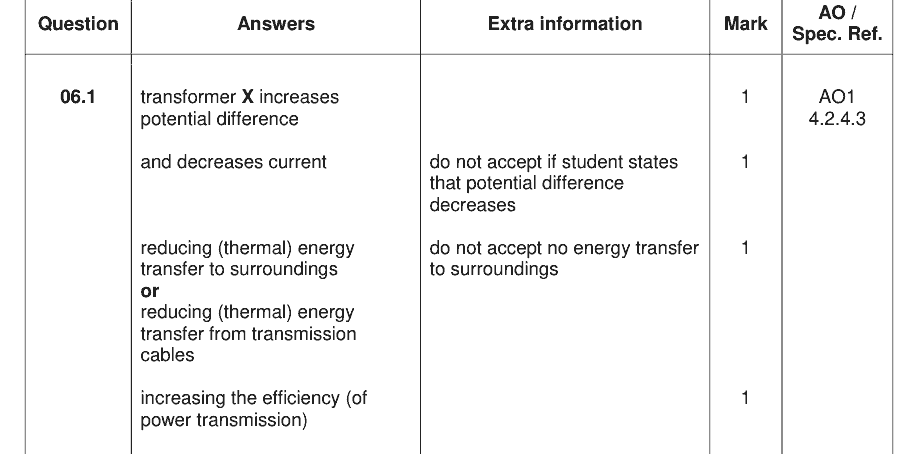 Question Answers Extra information Mark AO /
Spec. Ref.
06.1 transformer X increases 1 AO1
potential difference 4.2.4.3
and decreases current do not accept if student states 1
that potential difference
decreases
reducing (thermal) energy do not accept no energy transfer 1
transfer to surroundings to surroundings
or
reducing (thermal) energy
transfer from transmission
cables
increasing the efficiency (of 1
power transmission)